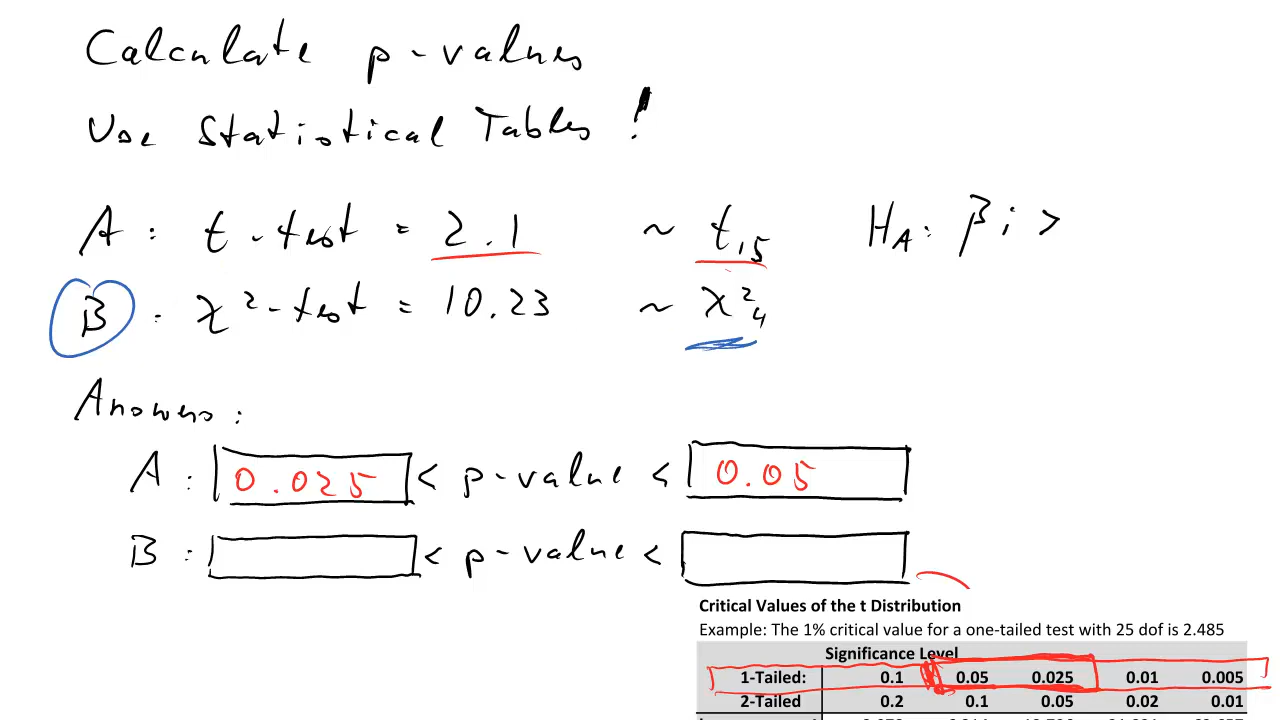 Calculate p-values
Use Statistical Tables!
A: t-test = 2.1 ~ t₁₅ H_A: βi >
B: χ²-test = 10.23 ~ χ²₄
Answers:
A: 0.025 < p-value < 0.05
B: < p-value <
Critical Values of the t Distribution
Example: The 1% critical value for a one-tailed test with 25 dof is 2.485
Significance Level
1-Tailed: 0.1 0.05 0.025 0.01 0.005
2-Tailed 0.2 0.1 0.05 0.02 0.01